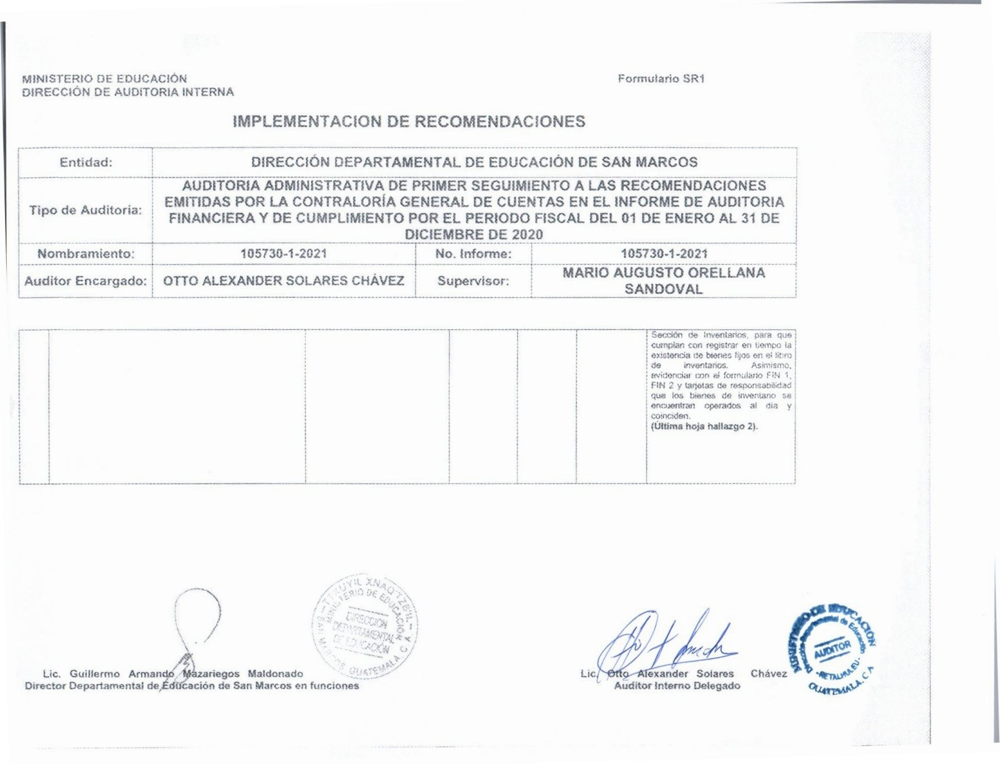 MINISTERIO DE EDUCACIÓN
DIRECCIÓN DE AUDITORIA INTERNA
Formulario SR1
IMPLEMENTACION DE RECOMENDACIONES
Entidad:
DIRECCIÓN DEPARTAMENTAL DE EDUCACIÓN DE SAN MARCOS
Tipo de Auditoria:
AUDITORIA ADMINISTRATIVA DE PRIMER SEGUIMIENTO A LAS RECOMENDACIONES
EMITIDAS POR LA CONTRALORÍA GENERAL DE CUENTAS EN EL INFORME DE AUDITORIA
FINANCIERA Y DE CUMPLIMIENTO POR EL PERIODO FISCAL DEL 01 DE ENERO AL 31 DE
DICIEMBRE DE 2020
Nombramiento:
105730-1-2021
No. Informe:
105730-1-2021
Auditor Encargado:
OTTO ALEXANDER SOLARES CHÁVEZ
Supervisor:
MARIO AUGUSTO ORELLANA
SANDOVAL
Sección de Inventarios, para que
cumplan con registrar en tiempo la
existencia de bienes fijos en el libro
de inventarios. Asimismo,
evidenciar con el formulario FIN 1,
FIN 2 y tarjetas de responsabilidad
que los bienes de inventario se
encuentran operados al día y
coinciden.
(Última hoja hallazgo 2).
MINISTERIO DE EDUCACIÓN
DIRECCIÓN
DEPARTAMENTAL
DE EDUCACIÓN
SAN MARCOS GUATEMALA, C. A.
MINISTERIO DE EDUCACIÓN
Dirección Departamental de Educación
AUDITOR
-RETALHULEU-
GUATEMALA, C. A.
Lic. Guillermo Armando Mazariegos Maldonado
Director Departamental de Educación de San Marcos en funciones
Lic. Otto Alexander Solares Chávez
Auditor Interno Delegado